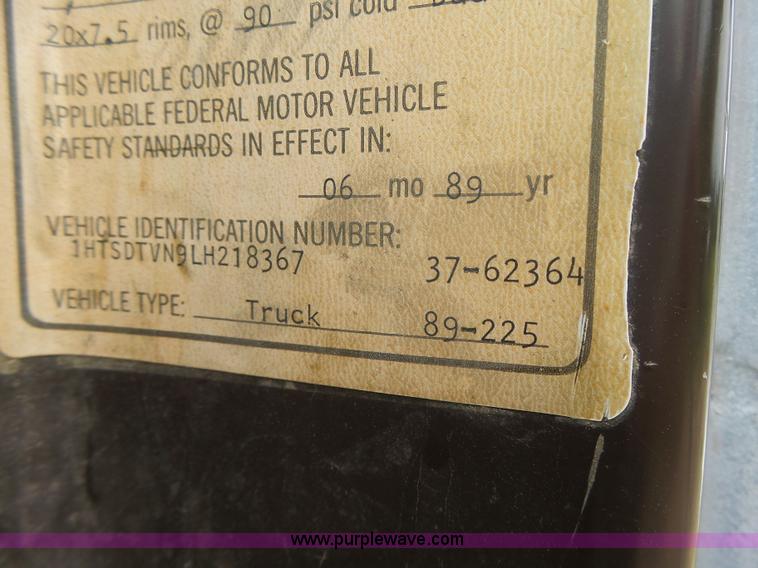 20x7.5 rims, @ 90 psi cold
THIS VEHICLE CONFORMS TO ALL
APPLICABLE FEDERAL MOTOR VEHICLE
SAFETY STANDARDS IN EFFECT IN:
06 mo 89 yr
VEHICLE IDENTIFICATION NUMBER:
1HTSDTVN9LH218367 37-62364
VEHICLE TYPE: Truck 89-225
www.purplewave.com